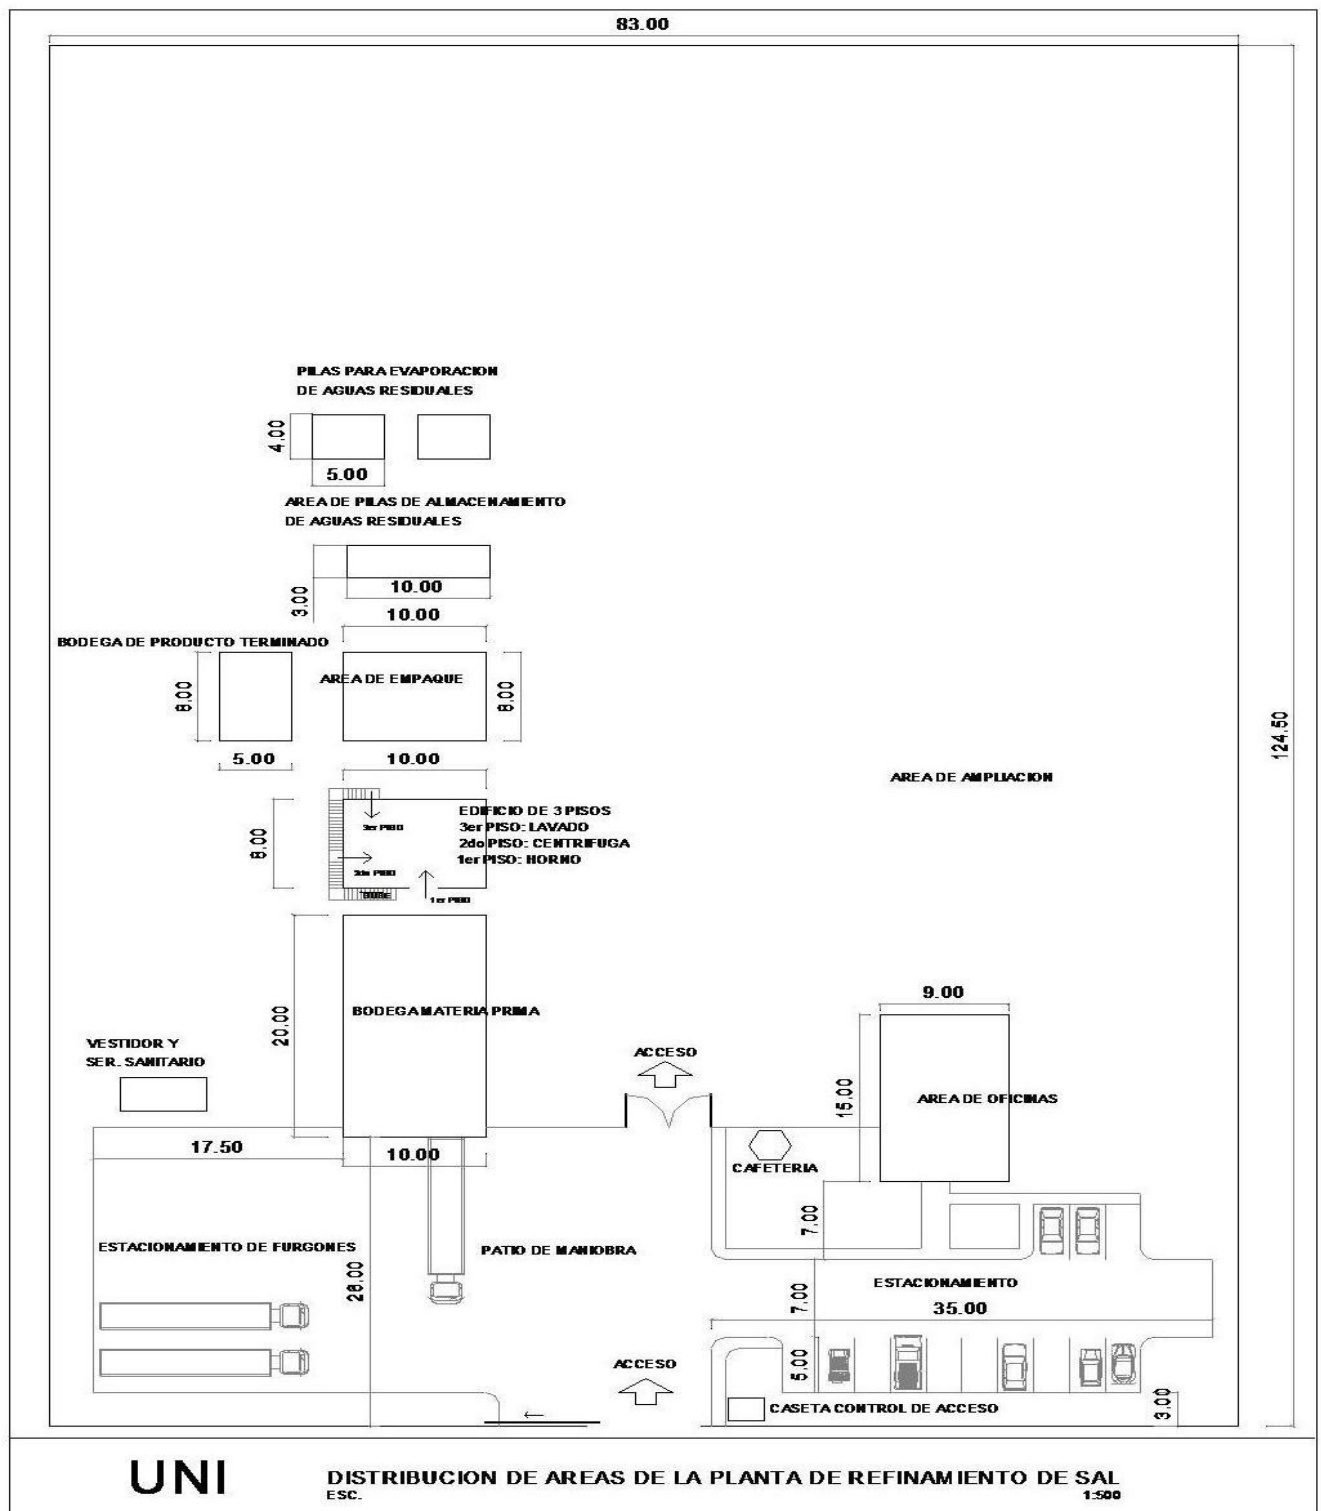 83.00
124.50
PILAS PARA EVAPORACION
DE AGUAS RESIDUALES
4.00
5.00
AREA DE PILAS DE ALMACENAMIENTO
DE AGUAS RESIDUALES
3.00
10.00
10.00
BODEGA DE PRODUCTO TERMINADO
8.00
AREA DE EMPAQUE
8.00
5.00
10.00
AREA DE AMPLIACION
8.00
3er PISO
2do PISO
SUBE
1er PISO
EDIFICIO DE 3 PISOS
3er PISO: LAVADO
2do PISO: CENTRIFUGA
1er PISO: HORNO
20.00
BODEGA MATERIA PRIMA
9.00
VESTIDOR Y
SER. SANITARIO
ACCESO
15.00
AREA DE OFICINAS
17.50
10.00
CAFETERIA
7.00
ESTACIONAMIENTO DE FURGONES
26.00
PATIO DE MANIOBRA
ESTACIONAMIENTO
7.00
35.00
ACCESO
5.00
CASETA CONTROL DE ACCESO
3.00
UNI
DISTRIBUCION DE AREAS DE LA PLANTA DE REFINAMIENTO DE SAL
ESC. 1:500